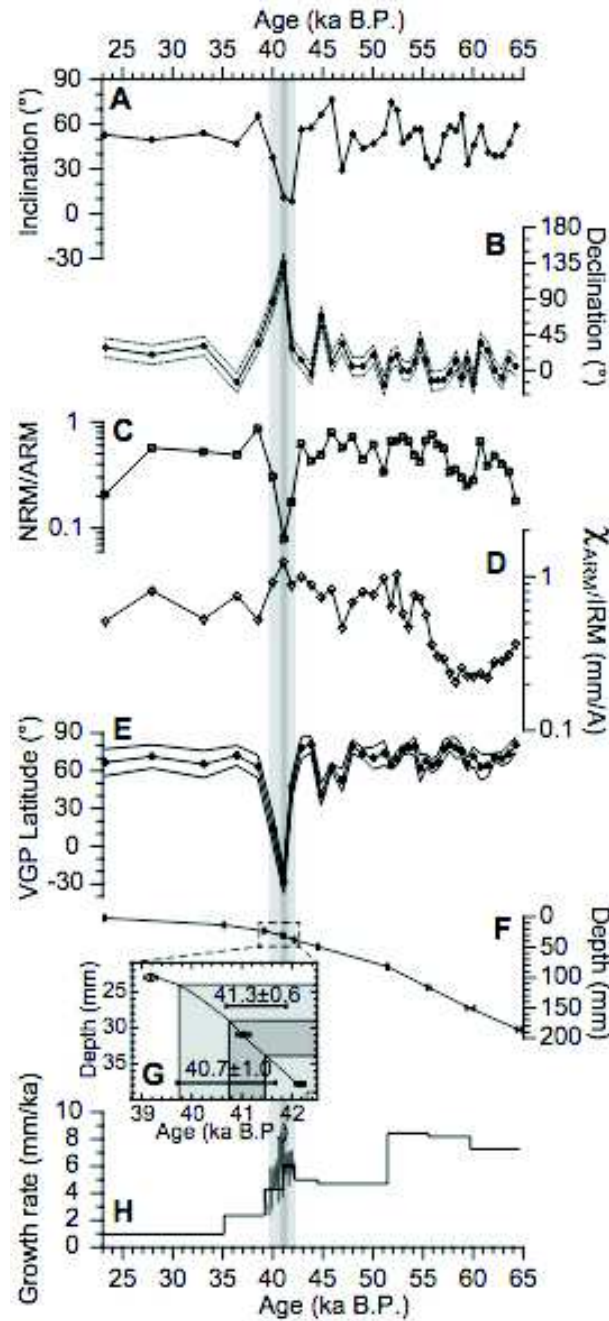 Age (ka B.P.)
25 30 35 40 45 50 55 60 65
A
Inclination (°)
90
60
30
0
-30
B
Declination (°)
180
135
90
45
0
C
NRM/ARM
1
0.1
D
χARM/IRM (mm/A)
1
0.1
E
VGP Latitude (°)
90
60
30
0
-30
F
Depth (mm)
0
50
100
150
200
G
Depth (mm)
25
30
35
41.3±0.6
40.7±1.0
39 40 41 42
Age (ka B.P.
H
Growth rate (mm/ka)
10
8
6
4
2
0
25 30 35 40 45 50 55 60 65
Age (ka B.P.)